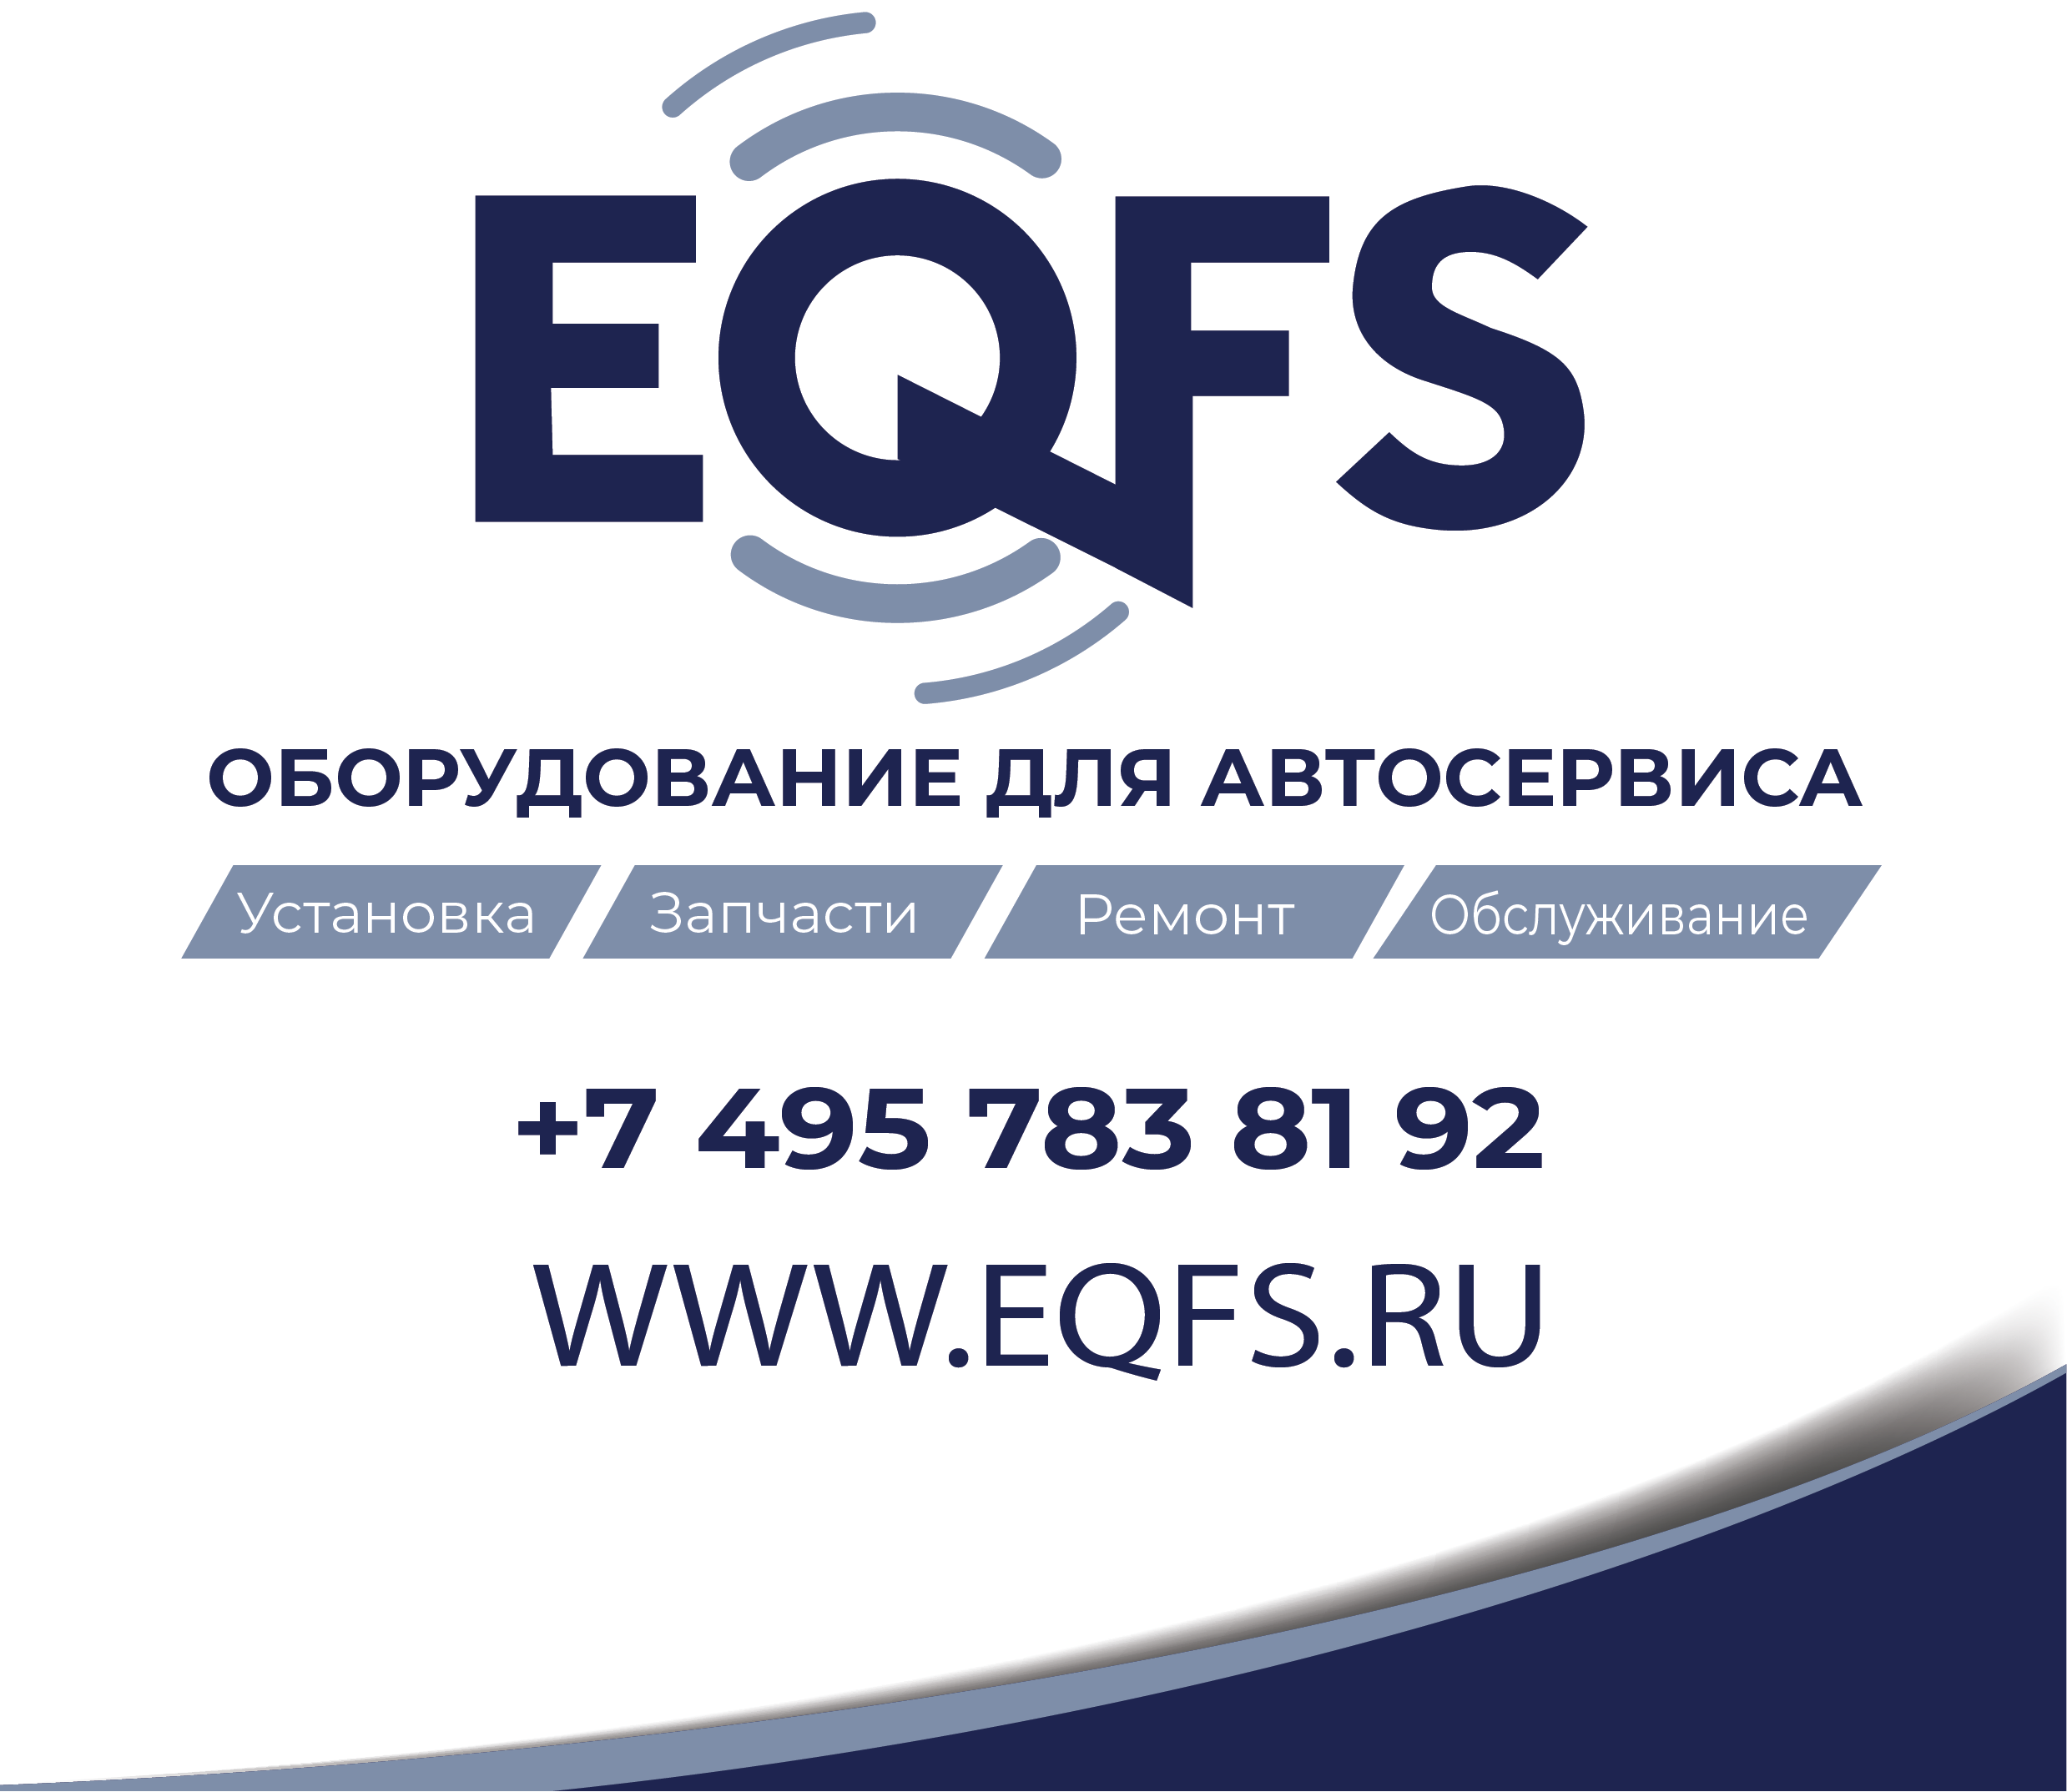 EQFS
ОБОРУДОВАНИЕ ДЛЯ АВТОСЕРВИСА
Установка Запчасти Ремонт Обслуживание
+7 495 783 81 92
WWW.EQFS.RU